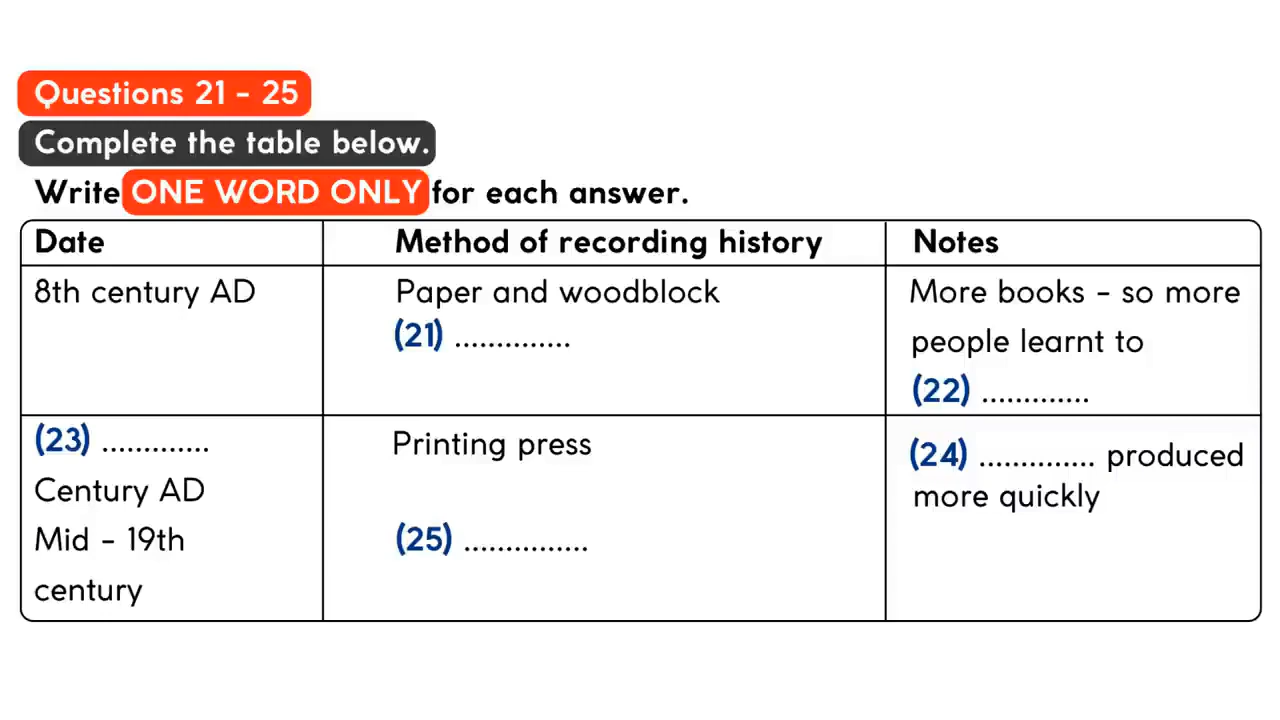 Questions 21 - 25
Complete the table below.
Write ONE WORD ONLY for each answer.
Date Method of recording history Notes
8th century AD
Paper and woodblock
(21) ..............
More books - so more
people learnt to
(22) .............
(23) .............
Century AD
Mid - 19th
century
Printing press
(25) ...............
(24) .............. produced
more quickly